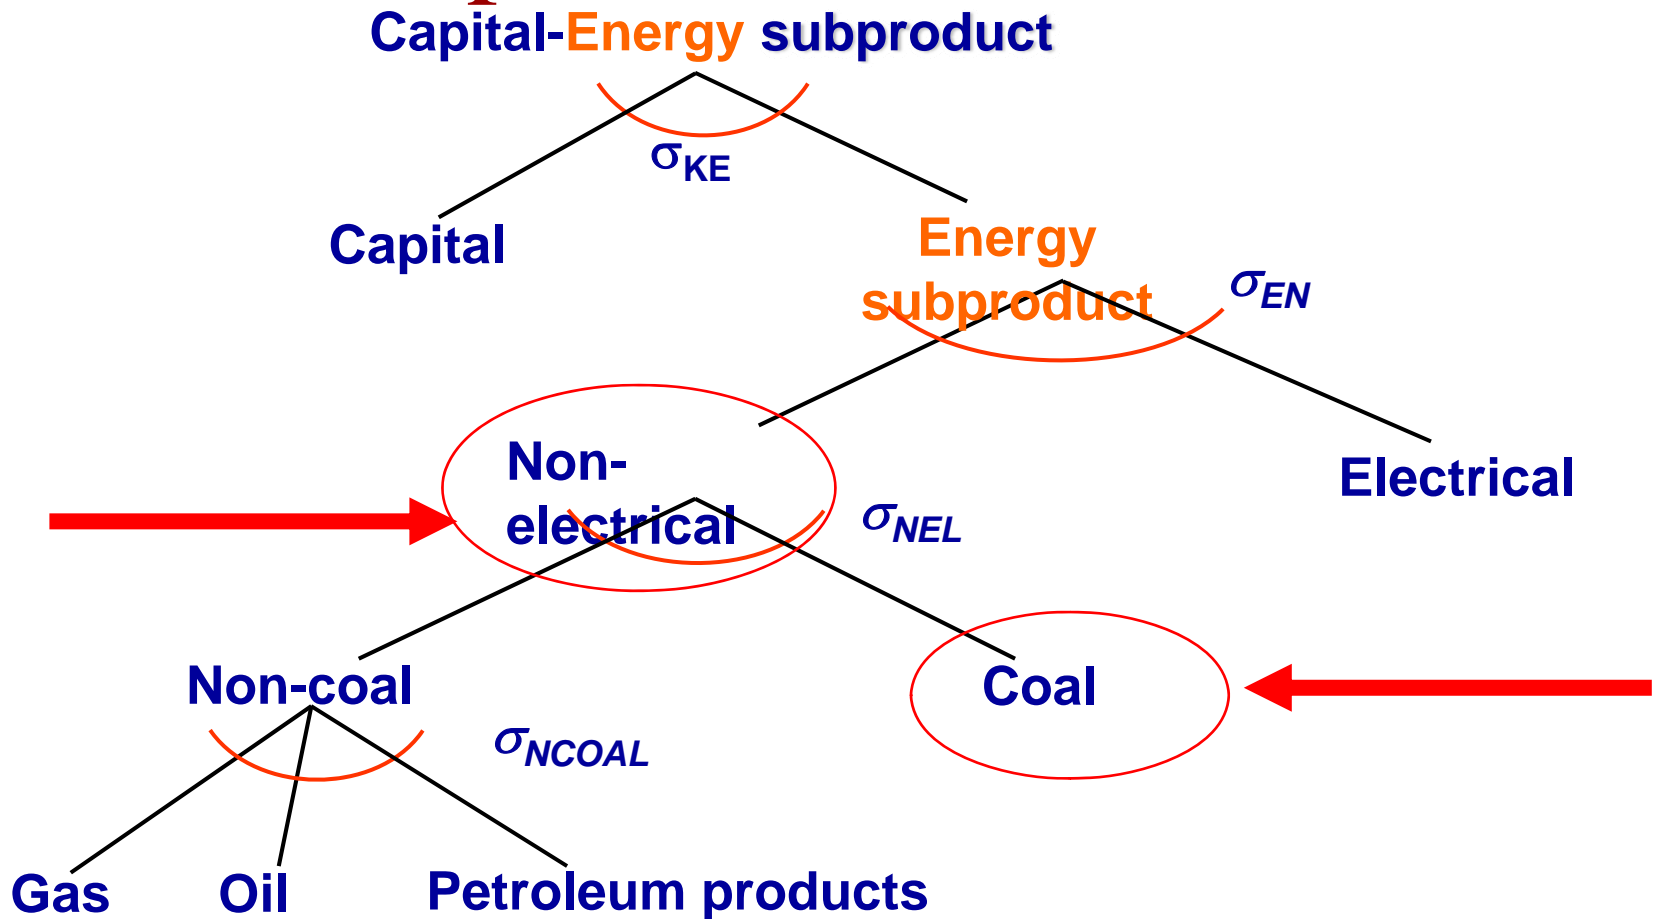 Capital-Energy subproduct
σKE
Capital
Energy
subproduct
σEN
Non-
electrical
Electrical
σNEL
Non-coal
Coal
σNCOAL
Gas
Oil
Petroleum products